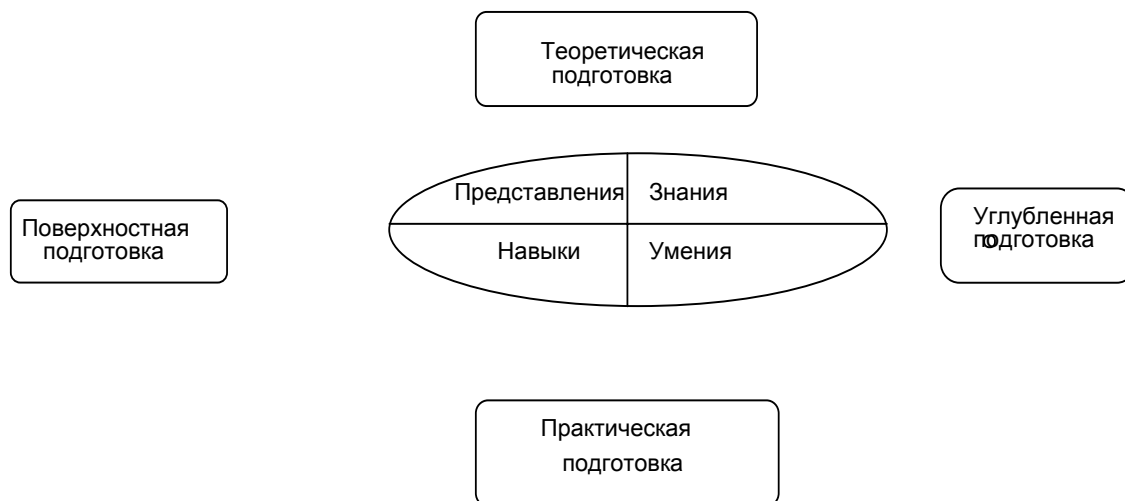 Теоретическая
подготовка
Представления
Знания
Поверхностная
подготовка
Углубленная
подготовка
Навыки
Умения
Практическая
подготовка